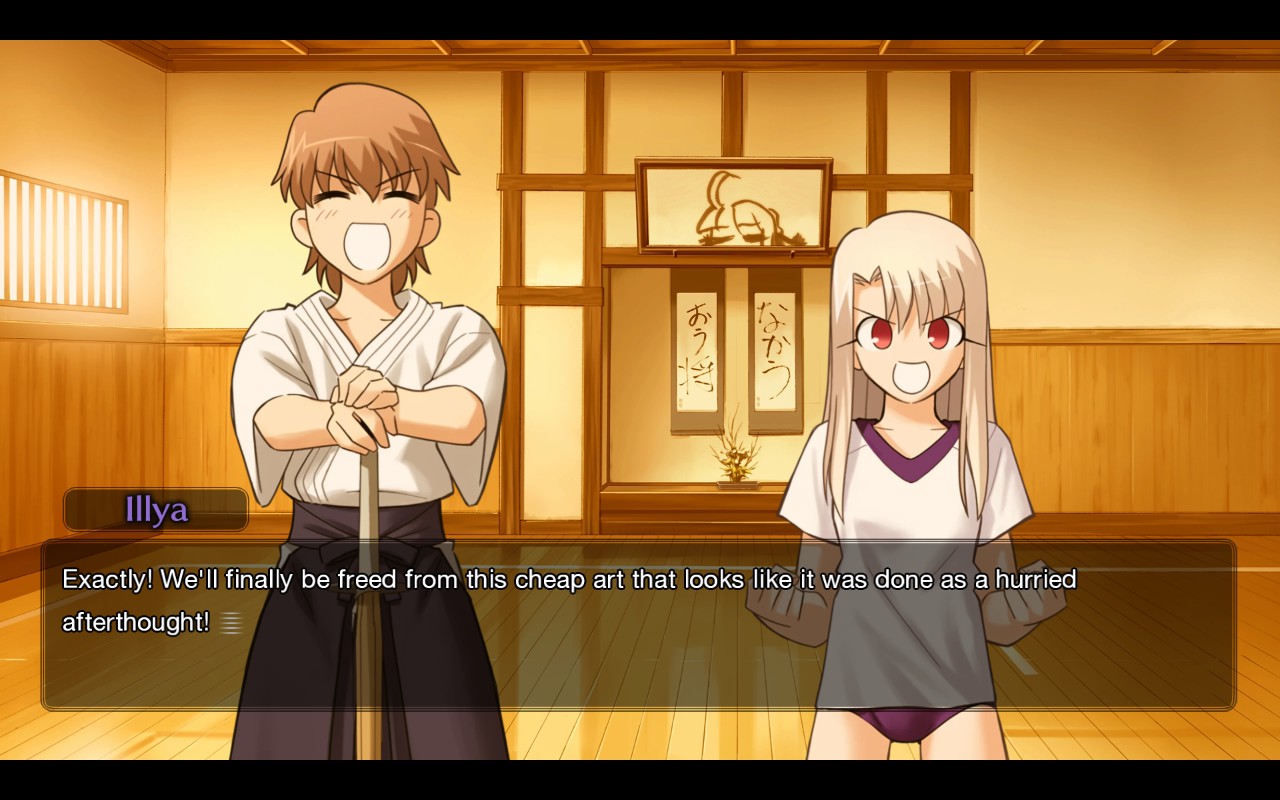 おう将
なかう
Illya
Exactly! We'll finally be freed from this cheap art that looks like it was done as a hurried
afterthought!